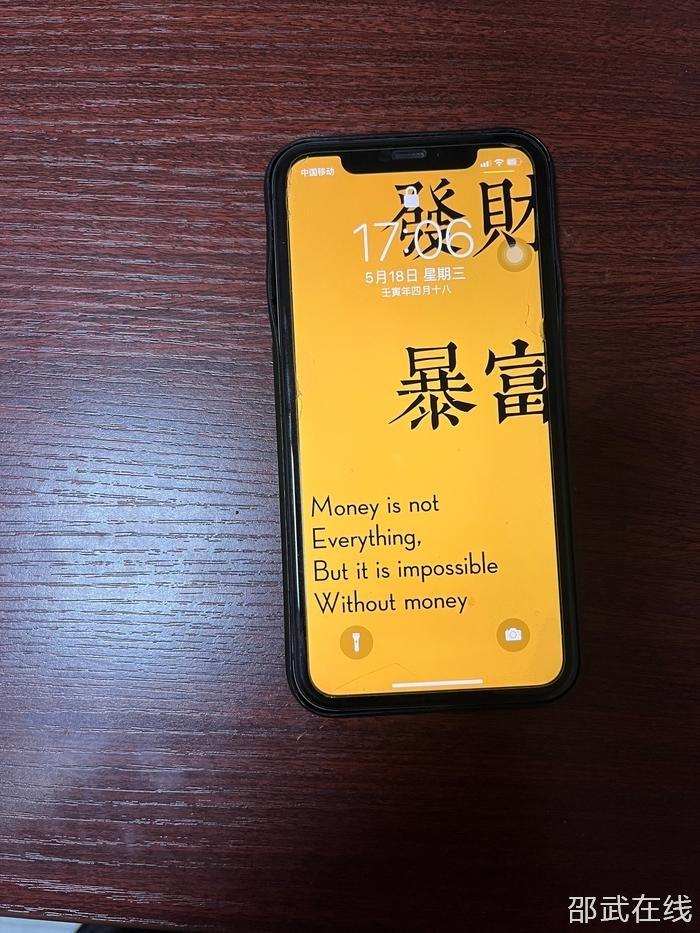 中国移动
發財
17:06
5月18日 星期三
壬寅年四月十八
暴富
Money is not
Everything,
But it is impossible
Without money
邵武在线